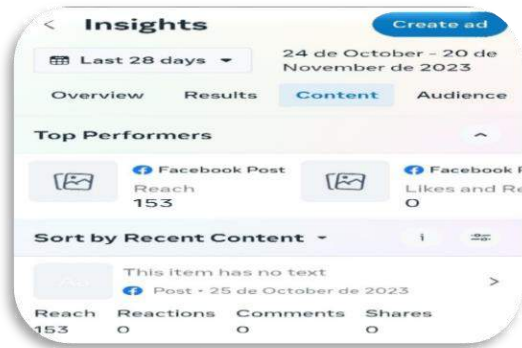 < Insights Create ad
Last 28 days 24 de October – 20 de
November de 2023
Overview Results Content Audience
Top Performers
Facebook Post Facebook
Reach Likes and Re
153 0
Sort by Recent Content
This item has no text
Post • 25 de October de 2023 >
Reach Reactions Comments Shares
153 0 0 0